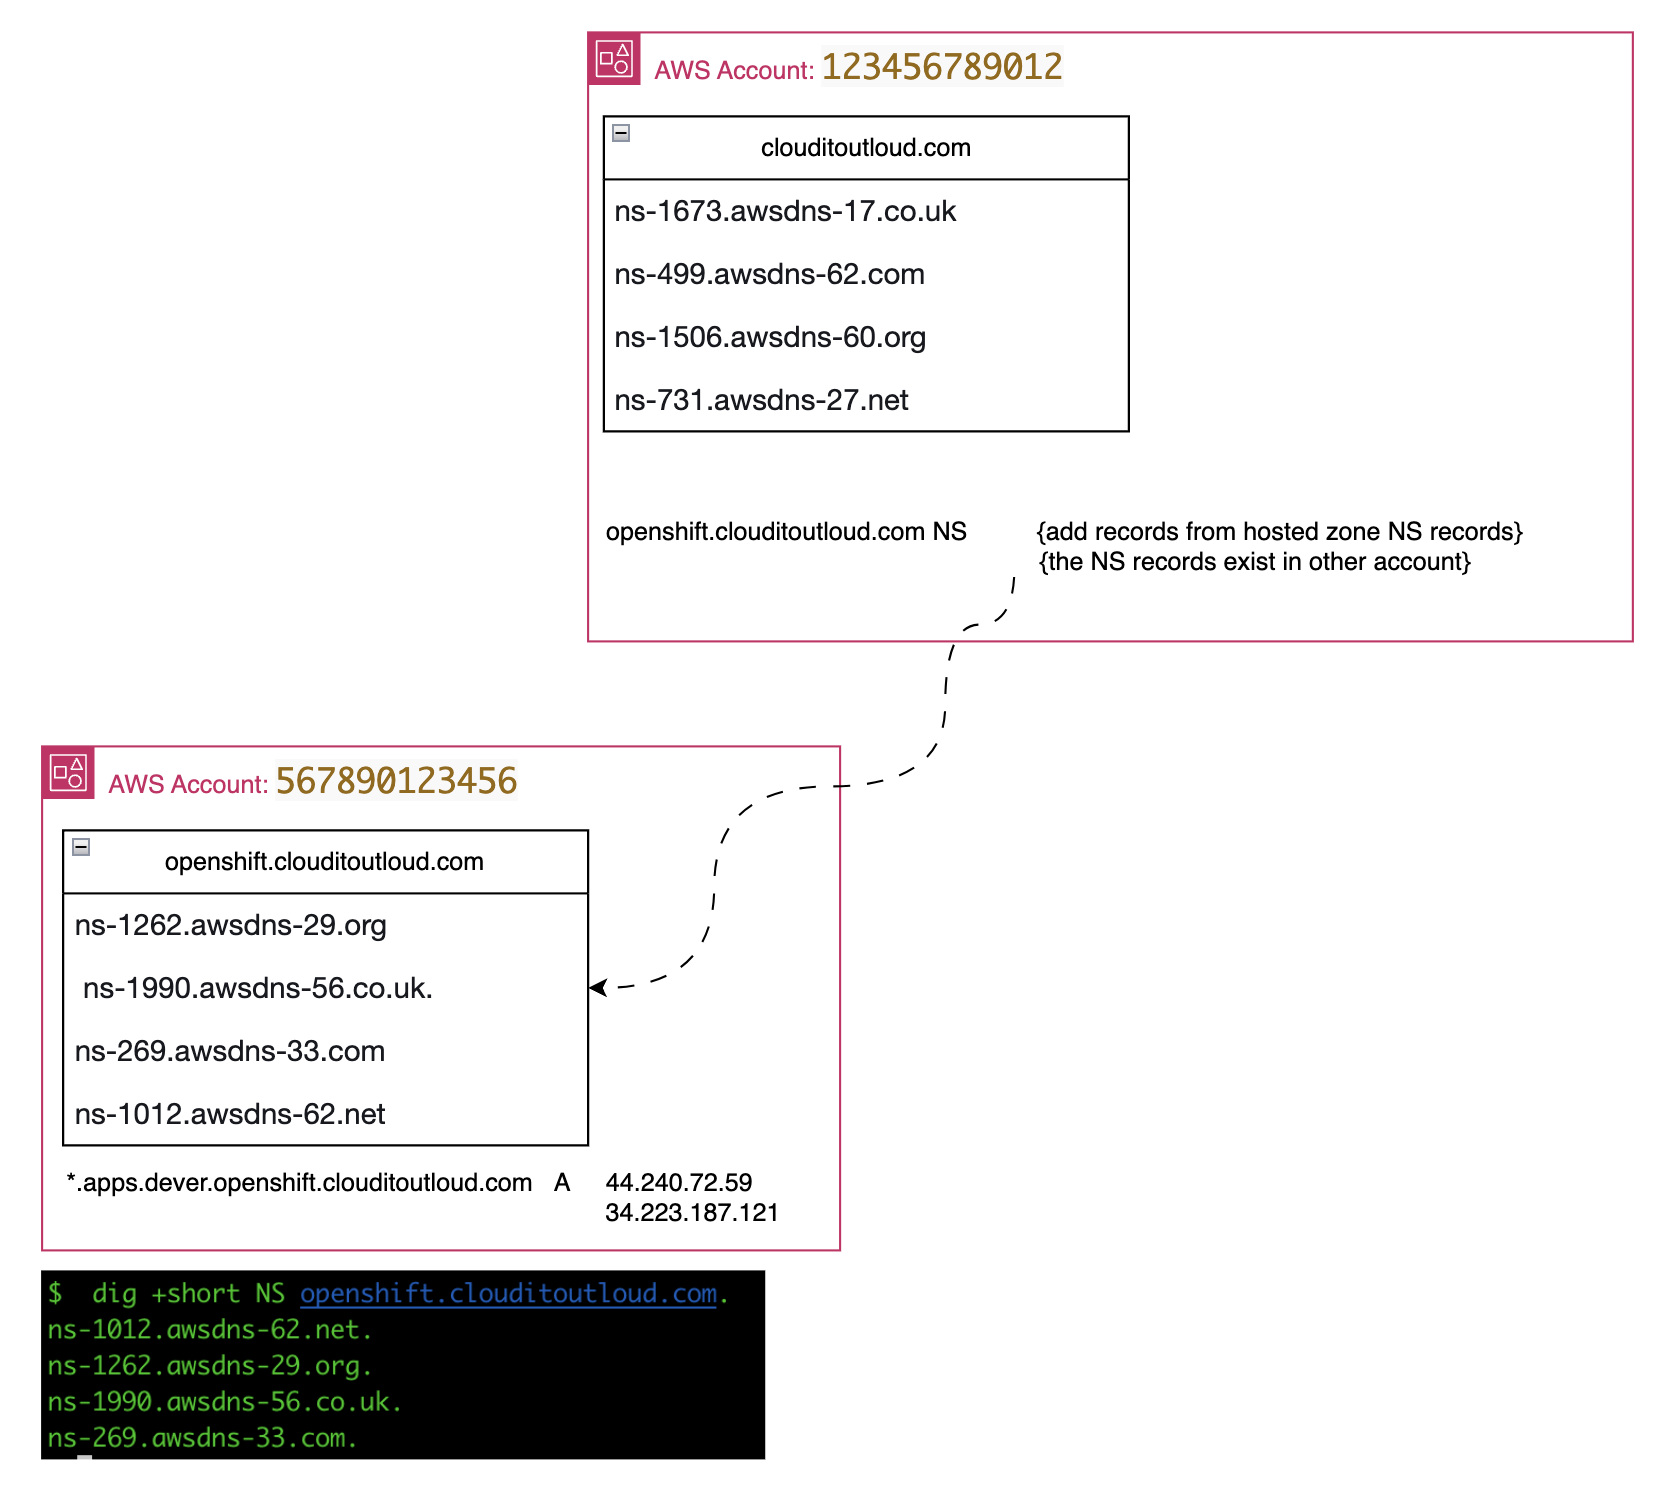 AWS Account: 123456789012
clouditoutloud.com
ns-1673.awsdns-17.co.uk
ns-499.awsdns-62.com
ns-1506.awsdns-60.org
ns-731.awsdns-27.net
openshift.clouditoutloud.com NS {add records from hosted zone NS records}
{the NS records exist in other account}
AWS Account: 567890123456
openshift.clouditoutloud.com
ns-1262.awsdns-29.org
ns-1990.awsdns-56.co.uk.
ns-269.awsdns-33.com
ns-1012.awsdns-62.net
*.apps.dever.openshift.clouditoutloud.com A 44.240.72.59
34.223.187.121
$ dig +short NS openshift.clouditoutloud.com.
ns-1012.awsdns-62.net.
ns-1262.awsdns-29.org.
ns-1990.awsdns-56.co.uk.
ns-269.awsdns-33.com.